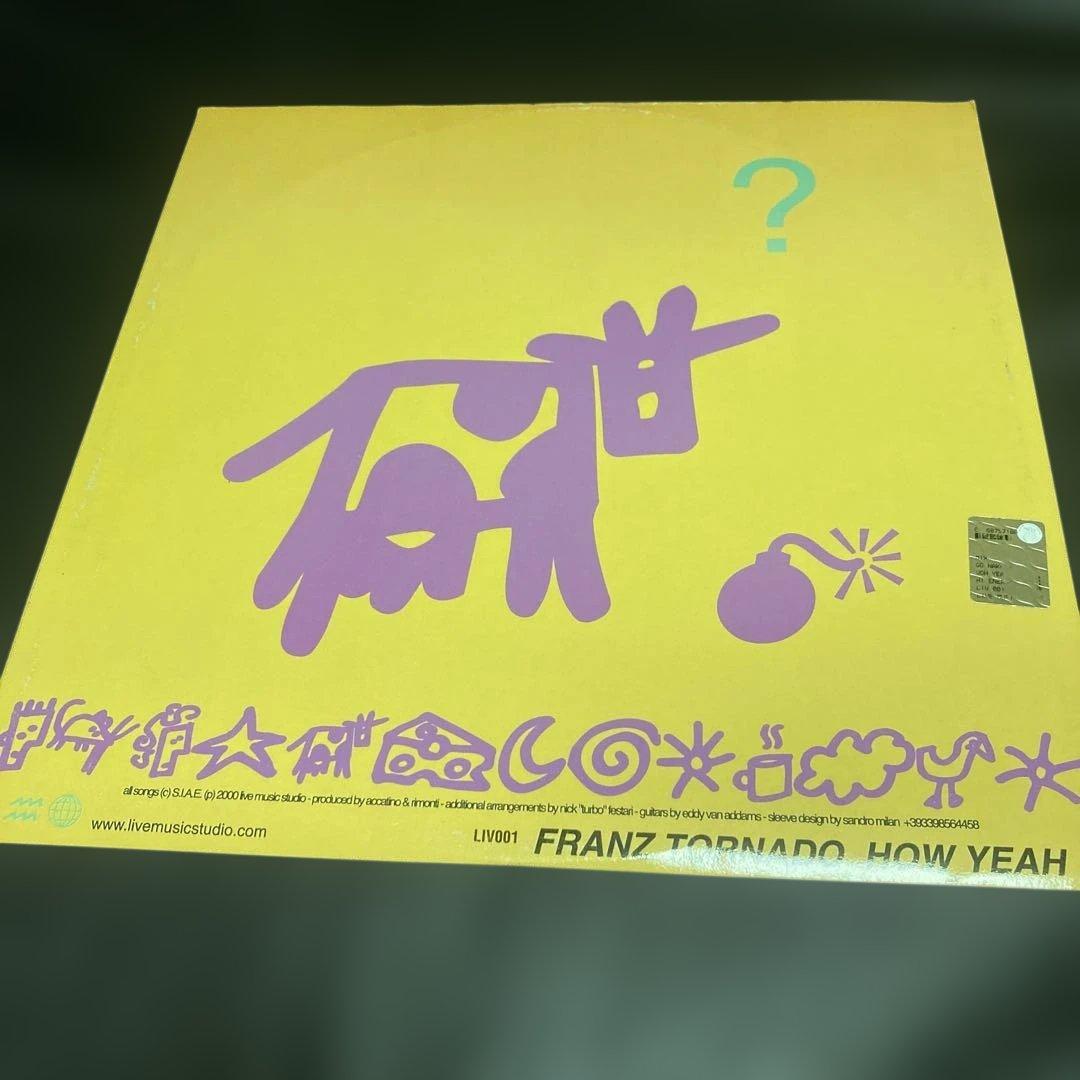 ?
all songs (c) S.I.A.E. (p) 2000 live music studio - produced by accatino & rimonti - additional arrangements by nick "turbo" festari - guitars by eddy van addams - sleeve design by sandro milan +393398564458
www.livemusicstudio.com
LIV001
FRANZ TORNADO HOW YEAH